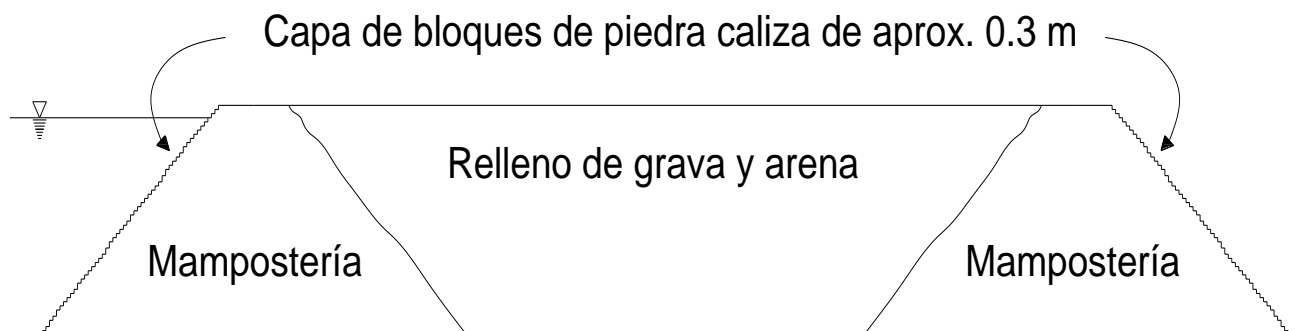 Capa de bloques de piedra caliza de aprox. 0.3 m
Relleno de grava y arena
Mampostería
Mampostería